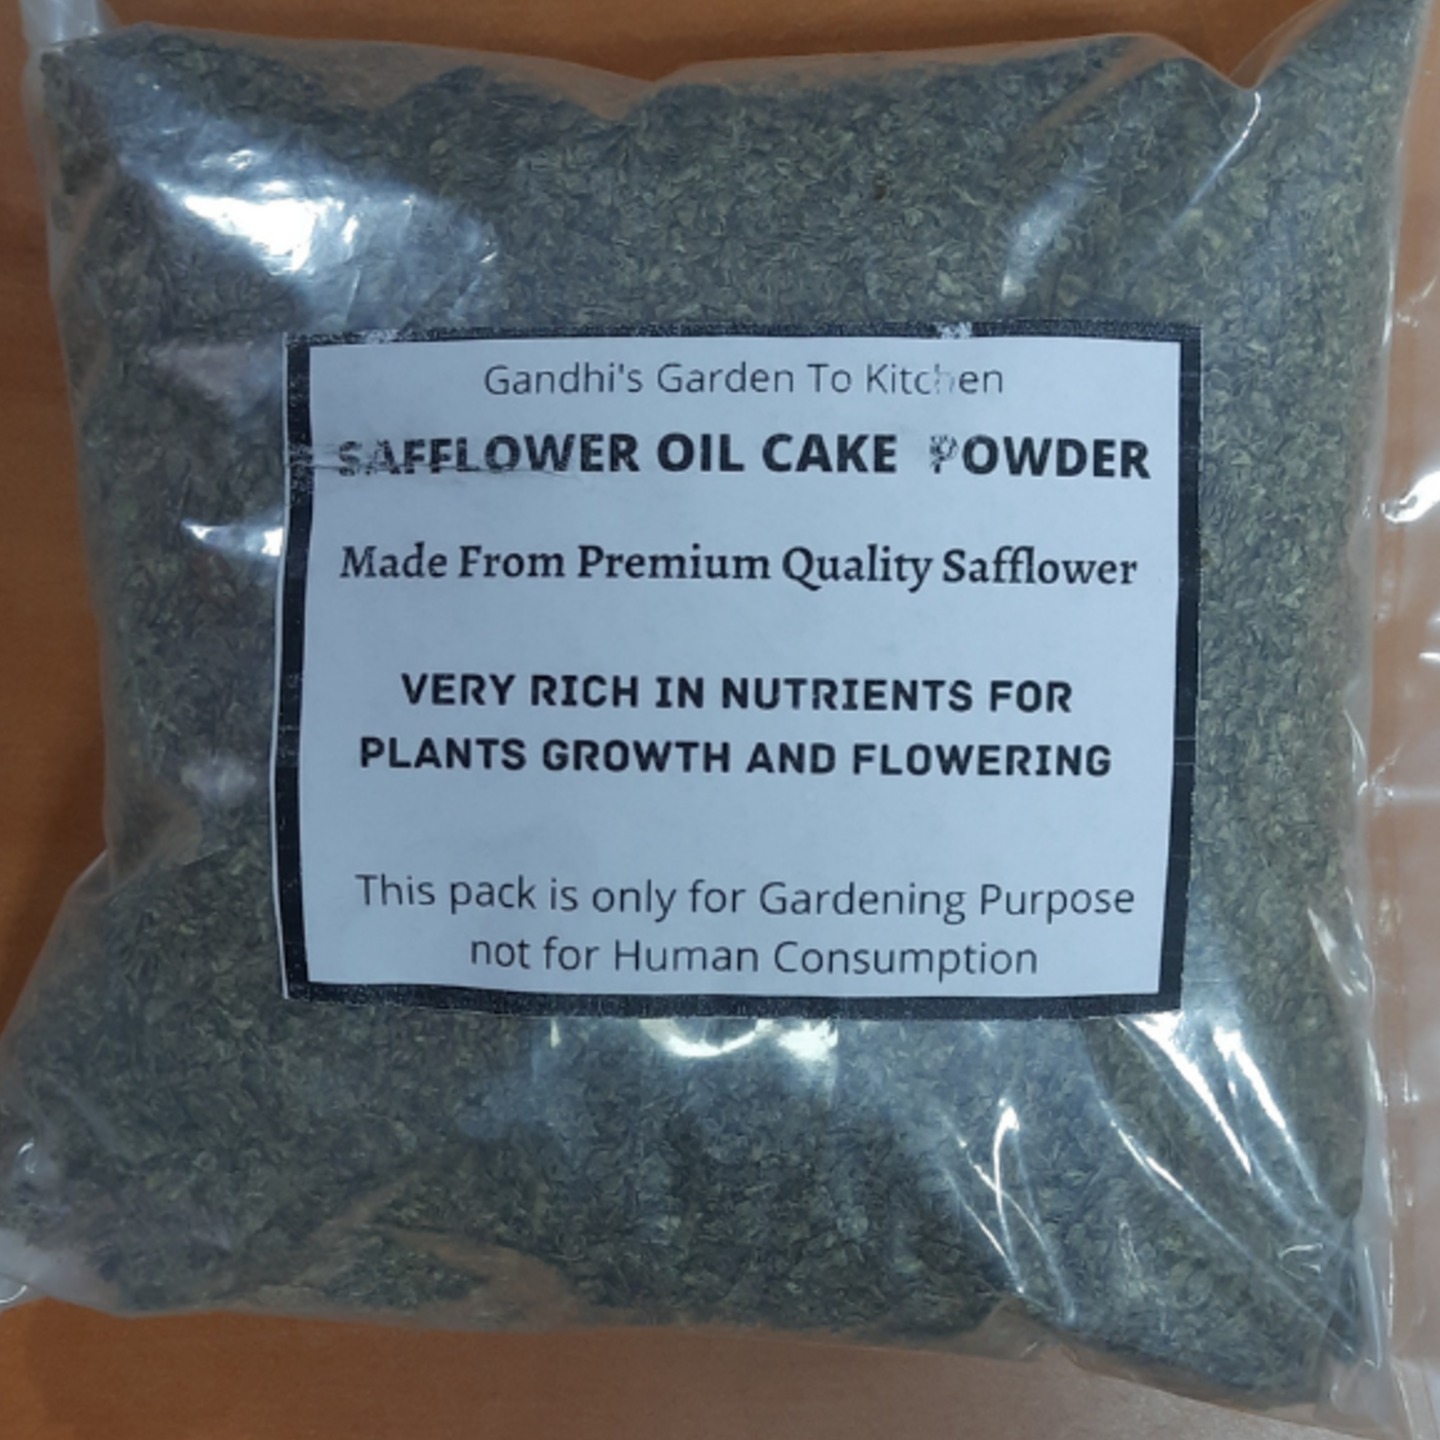 Gandhi's Garden To Kitchen
SAFFLOWER OIL CAKE POWDER
Made From Premium Quality Safflower
VERY RICH IN NUTRIENTS FOR
PLANTS GROWTH AND FLOWERING
This pack is only for Gardening Purpose
not for Human Consumption